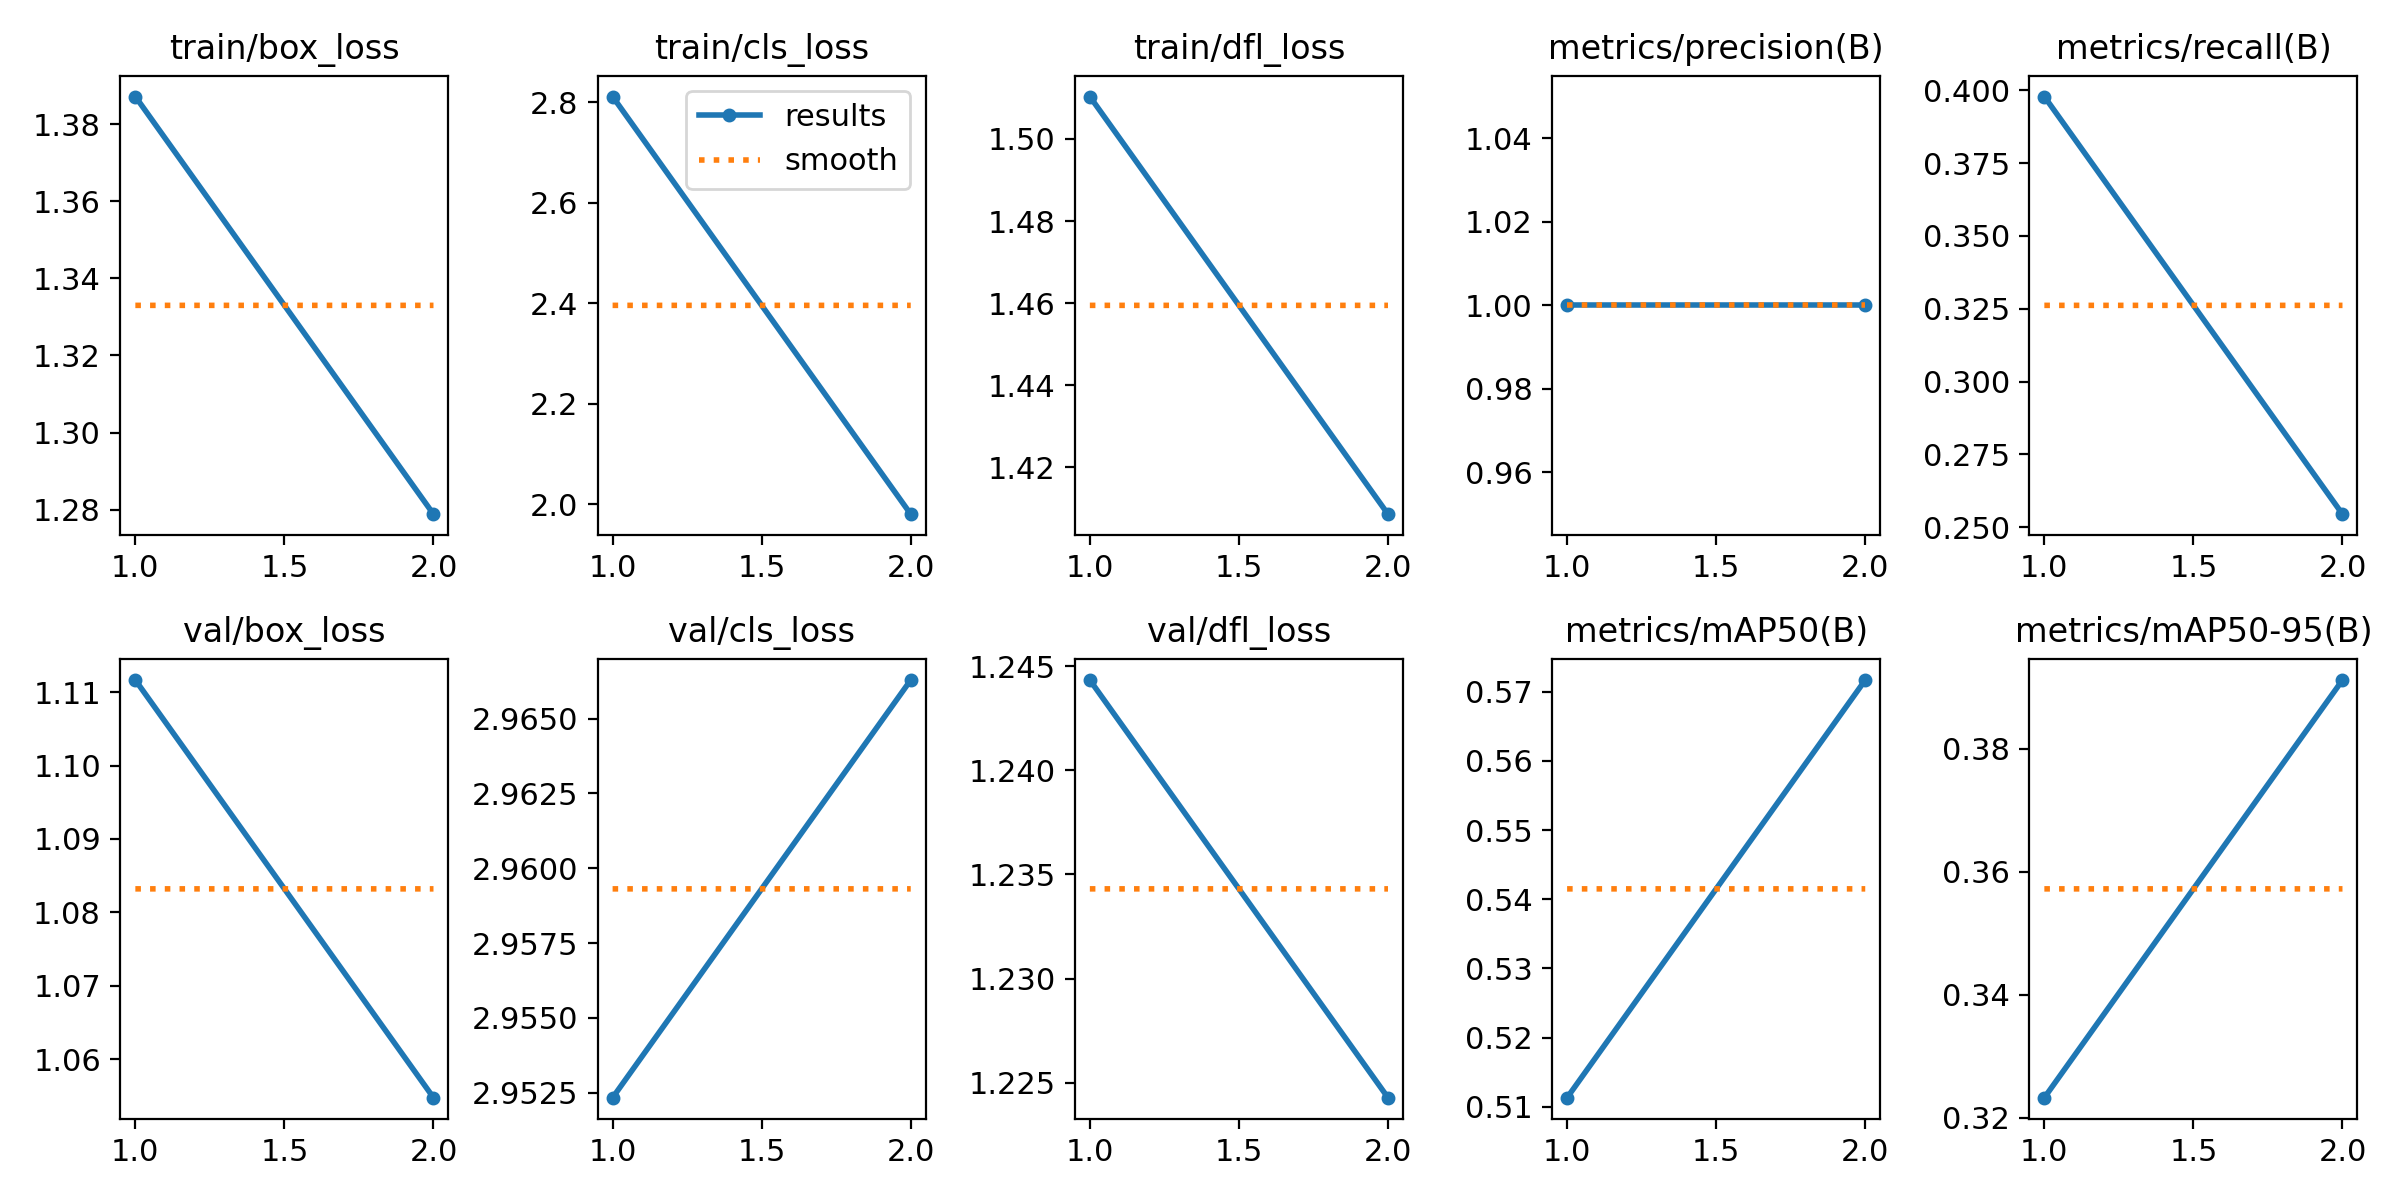 train/box_loss
1.38
1.36
1.34
1.32
1.30
1.28
1.0 1.5 2.0
train/cls_loss
results
smooth
2.8
2.6
2.4
2.2
2.0
1.0 1.5 2.0
train/dfl_loss
1.50
1.48
1.46
1.44
1.42
1.0 1.5 2.0
metrics/precision(B)
1.04
1.02
1.00
0.98
0.96
1.0 1.5 2.0
metrics/recall(B)
0.400
0.375
0.350
0.325
0.300
0.275
0.250
1.0 1.5 2.0
val/box_loss
1.11
1.10
1.09
1.08
1.07
1.06
1.0 1.5 2.0
val/cls_loss
2.9650
2.9625
2.9600
2.9575
2.9550
2.9525
1.0 1.5 2.0
val/dfl_loss
1.245
1.240
1.235
1.230
1.225
1.0 1.5 2.0
metrics/mAP50(B)
0.57
0.56
0.55
0.54
0.53
0.52
0.51
1.0 1.5 2.0
metrics/mAP50-95(B)
0.38
0.36
0.34
0.32
1.0 1.5 2.0